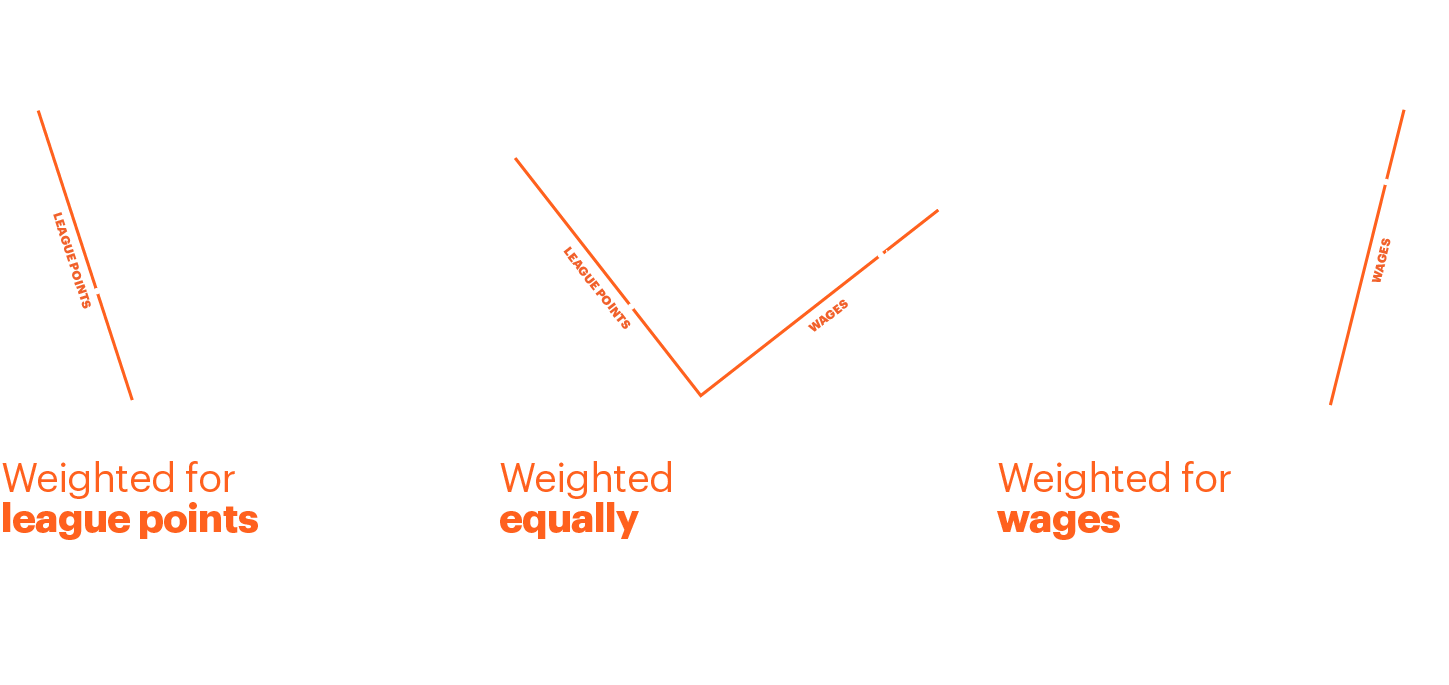 LEAGUE POINTS
LEAGUE POINTS
WAGES
WAGES
Weighted for
league points
Weighted
equally
Weighted for
wages